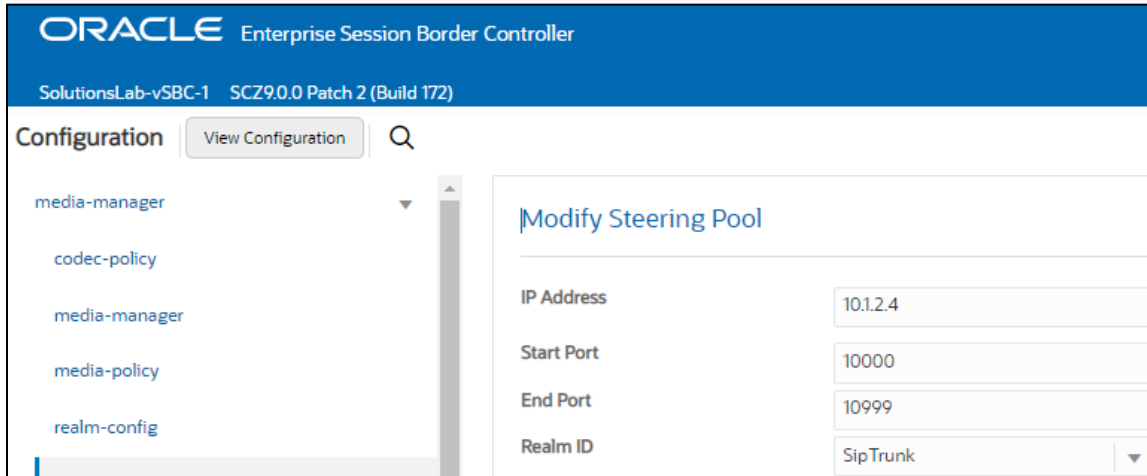 ORACLE Enterprise Session Border Controller
SolutionsLab-vSBC-1 SCZ9.0.0 Patch 2 (Build 172)
Configuration View Configuration
media-manager
codec-policy
media-manager
media-policy
realm-config
Modify Steering Pool
IP Address 10.1.2.4
Start Port 10000
End Port 10999
Realm ID SipTrunk